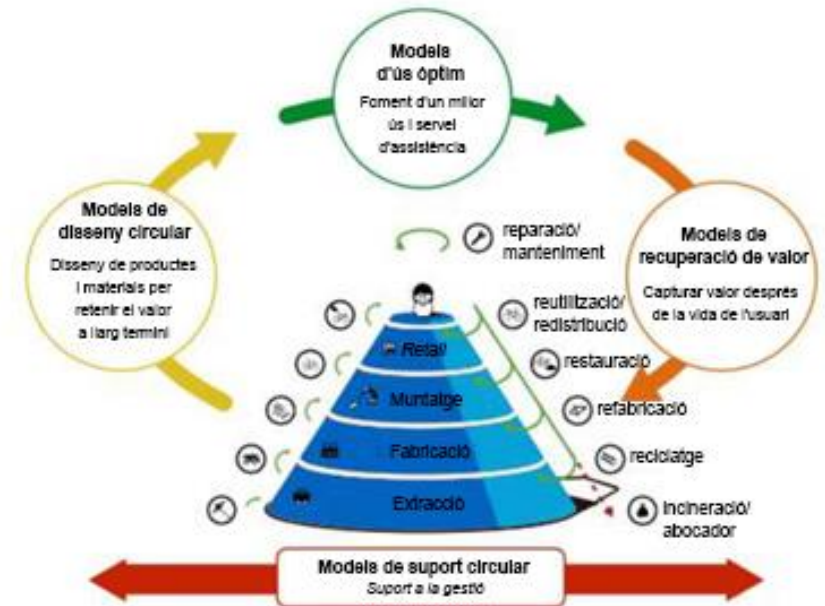 Models
d'ús òptim
Foment d'un millor
ús i servei
d'assistència
Models de
disseny circular
Disseny de productes
i materials per
retenir el valor
a llarg termini
Models de
recuperació de valor
Capturar valor després
de la vida de l'usuari
reparació/
manteniment
reutilització/
redistribució
restauració
refabricació
reciclatge
incineració/
abocador
Retail
Muntatge
Fabricació
Extracció
Models de suport circular
Suport a la gestió